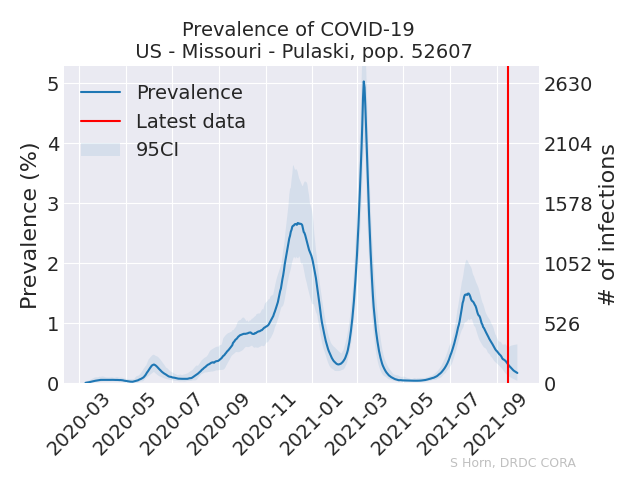 Prevalence of COVID-19
US - Missouri - Pulaski, pop. 52607
Prevalence
Latest data
95CI
Prevalence (%)
5
4
3
2
1
0
2630
2104
1578
1052
526
0
# of infections
2020-03
2020-05
2020-07
2020-09
2020-11
2021-01
2021-03
2021-05
2021-07
2021-09
S Horn, DRDC CORA